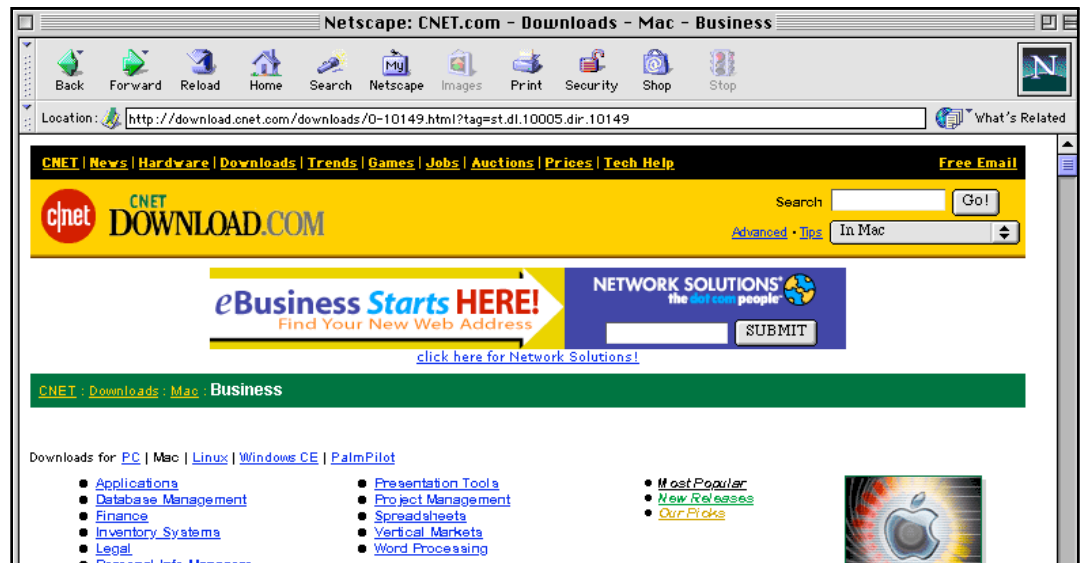 Netscape: CNET.com - Downloads - Mac - Business
Back Forward Reload Home Search Netscape Images Print Security Shop Stop
My
N
Location: http://download.cnet.com/downloads/0-10149.html?tag=st.dl.10005.dir.10149 What's Related
CNET | News | Hardware | Downloads | Trends | Games | Jobs | Auctions | Prices | Tech Help Free Email
c|net
CNET
DOWNLOAD.COM
Search Go!
Advanced • Tips In Mac
eBusiness Starts HERE!
Find Your New Web Address
NETWORK SOLUTIONS
the dot com people
SUBMIT
click here for Network Solutions!
CNET : Downloads : Mac : Business
Downloads for PC | Mac | Linux | Windows CE | PalmPilot
Applications
Database Management
Finance
Inventory Systems
Legal
Personal Info Managers
Presentation Tools
Project Management
Spreadsheets
Vertical Markets
Word Processing
Most Popular
New Releases
Our Picks